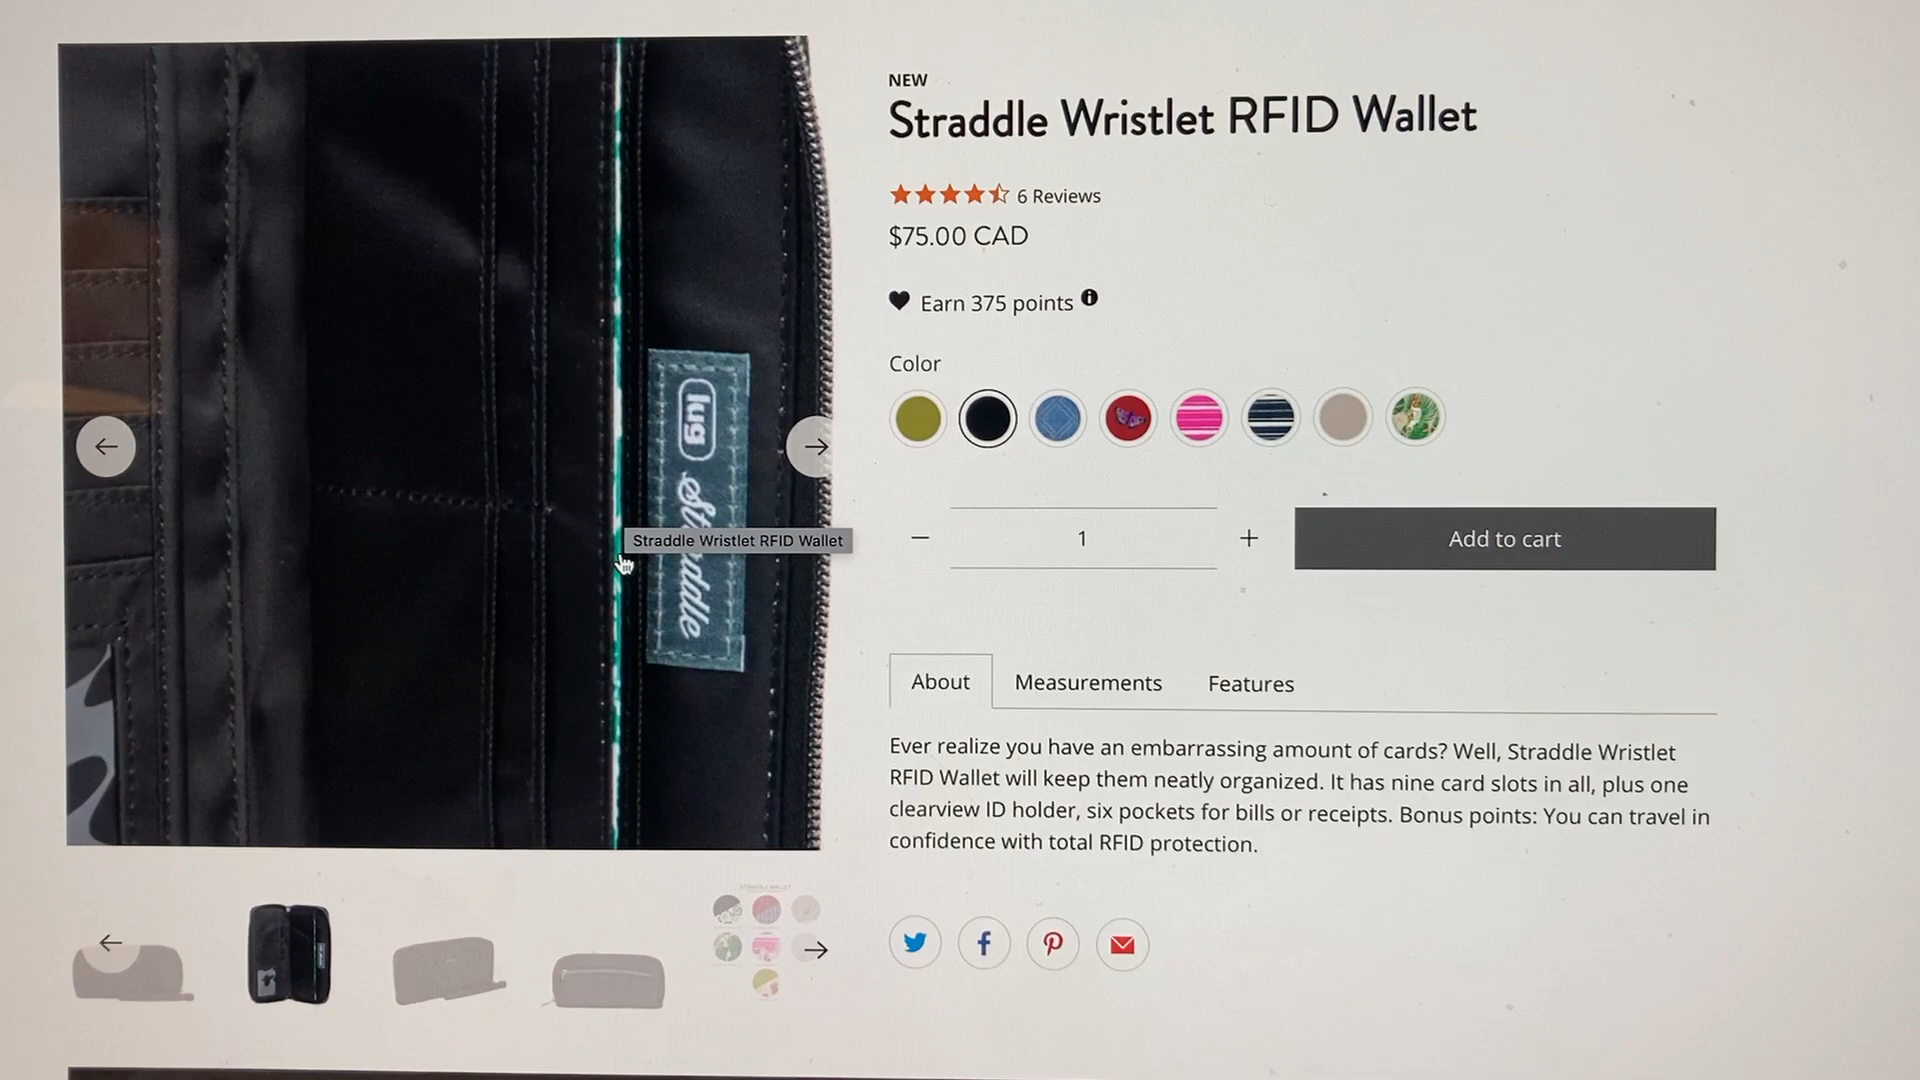 NEW
Straddle Wristlet RFID Wallet
6 Reviews
$75.00 CAD
Earn 375 points
Color
lug
Straddle
Straddle Wristlet RFID Wallet
1
Add to cart
About Measurements Features
Ever realize you have an embarrassing amount of cards? Well, Straddle Wristlet
RFID Wallet will keep them neatly organized. It has nine card slots in all, plus one
clearview ID holder, six pockets for bills or receipts. Bonus points: You can travel in
confidence with total RFID protection.
STRADDLE WALLET